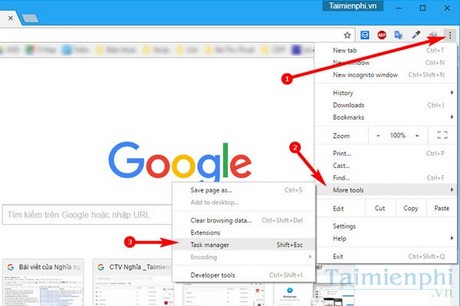 Taimienphi.vn
1
New tab Ctrl+T
New window Ctrl+N
New incognito window Ctrl+Shift+N
History
Downloads Ctrl+J
Bookmarks
Zoom - 100% +
2
Print... Ctrl+P
Cast...
Find... Ctrl+F
More tools
Edit Cut Copy Paste
Settings
Help
Exit Ctrl+Shift+Q
Google
Save page as... Ctrl+S
Add to desktop...
Clear browsing data... Ctrl+Shift+Del
Extensions
3
Task manager Shift+Esc
Encoding
Developer tools Ctrl+Shift+I
Tìm kiếm trên Google hoặc nhập URL
Bài viết của Nghĩa
CTV Nghĩa _Taimien
Taimienphi
.vn